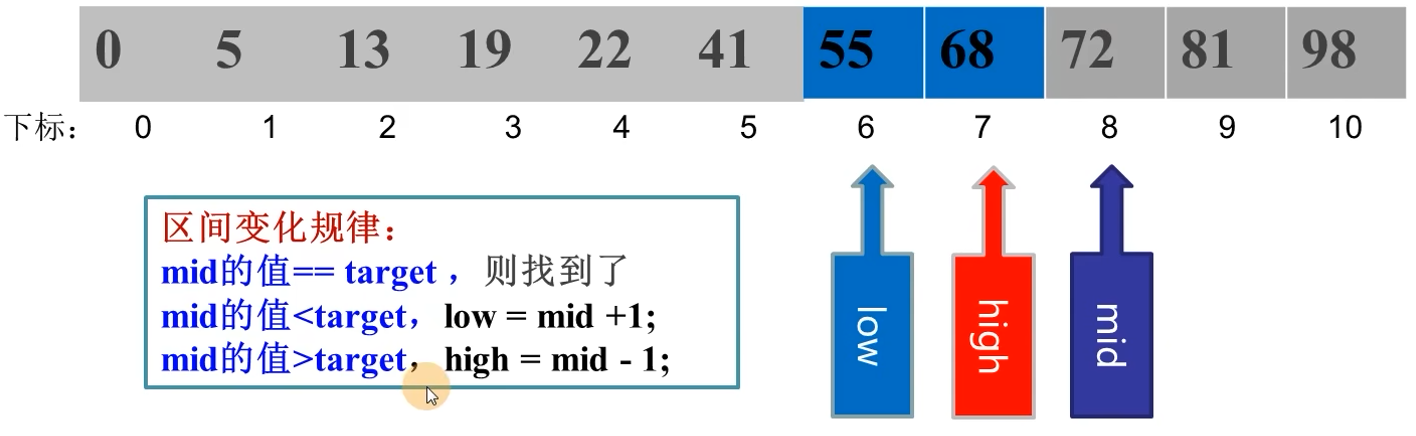 0 5 13 19 22 41 55 68 72 81 98
下标： 0 1 2 3 4 5 6 7 8 9 10
区间变化规律：
mid的值== target ，则找到了
mid的值<target，low = mid +1;
mid的值>target，high = mid - 1;
low
high
mid